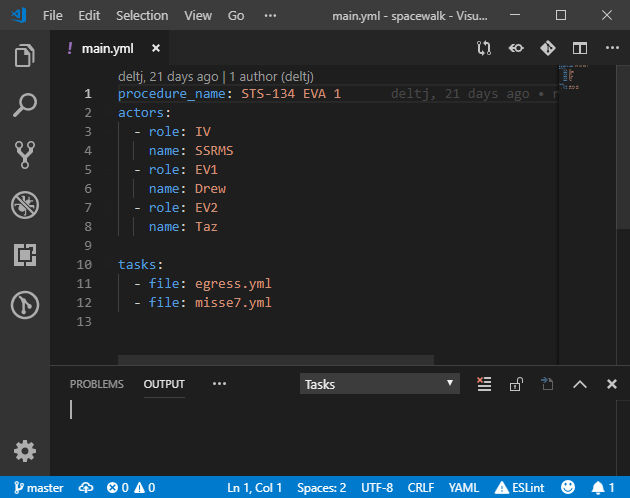 File Edit Selection View Go ••• main.yml - spacewalk - Visu...
! main.yml
deltj, 21 days ago | 1 author (deltj)
1 procedure_name: STS-134 EVA 1 deltj, 21 days ago •
2 actors:
3 - role: IV
4 name: SSRMS
5 - role: EV1
6 name: Drew
7 - role: EV2
8 name: Taz
9
10 tasks:
11 - file: egress.yml
12 - file: misse7.yml
13
PROBLEMS OUTPUT ••• Tasks
master 0 0 Ln 1, Col 1 Spaces: 2 UTF-8 CRLF YAML ESLint 1